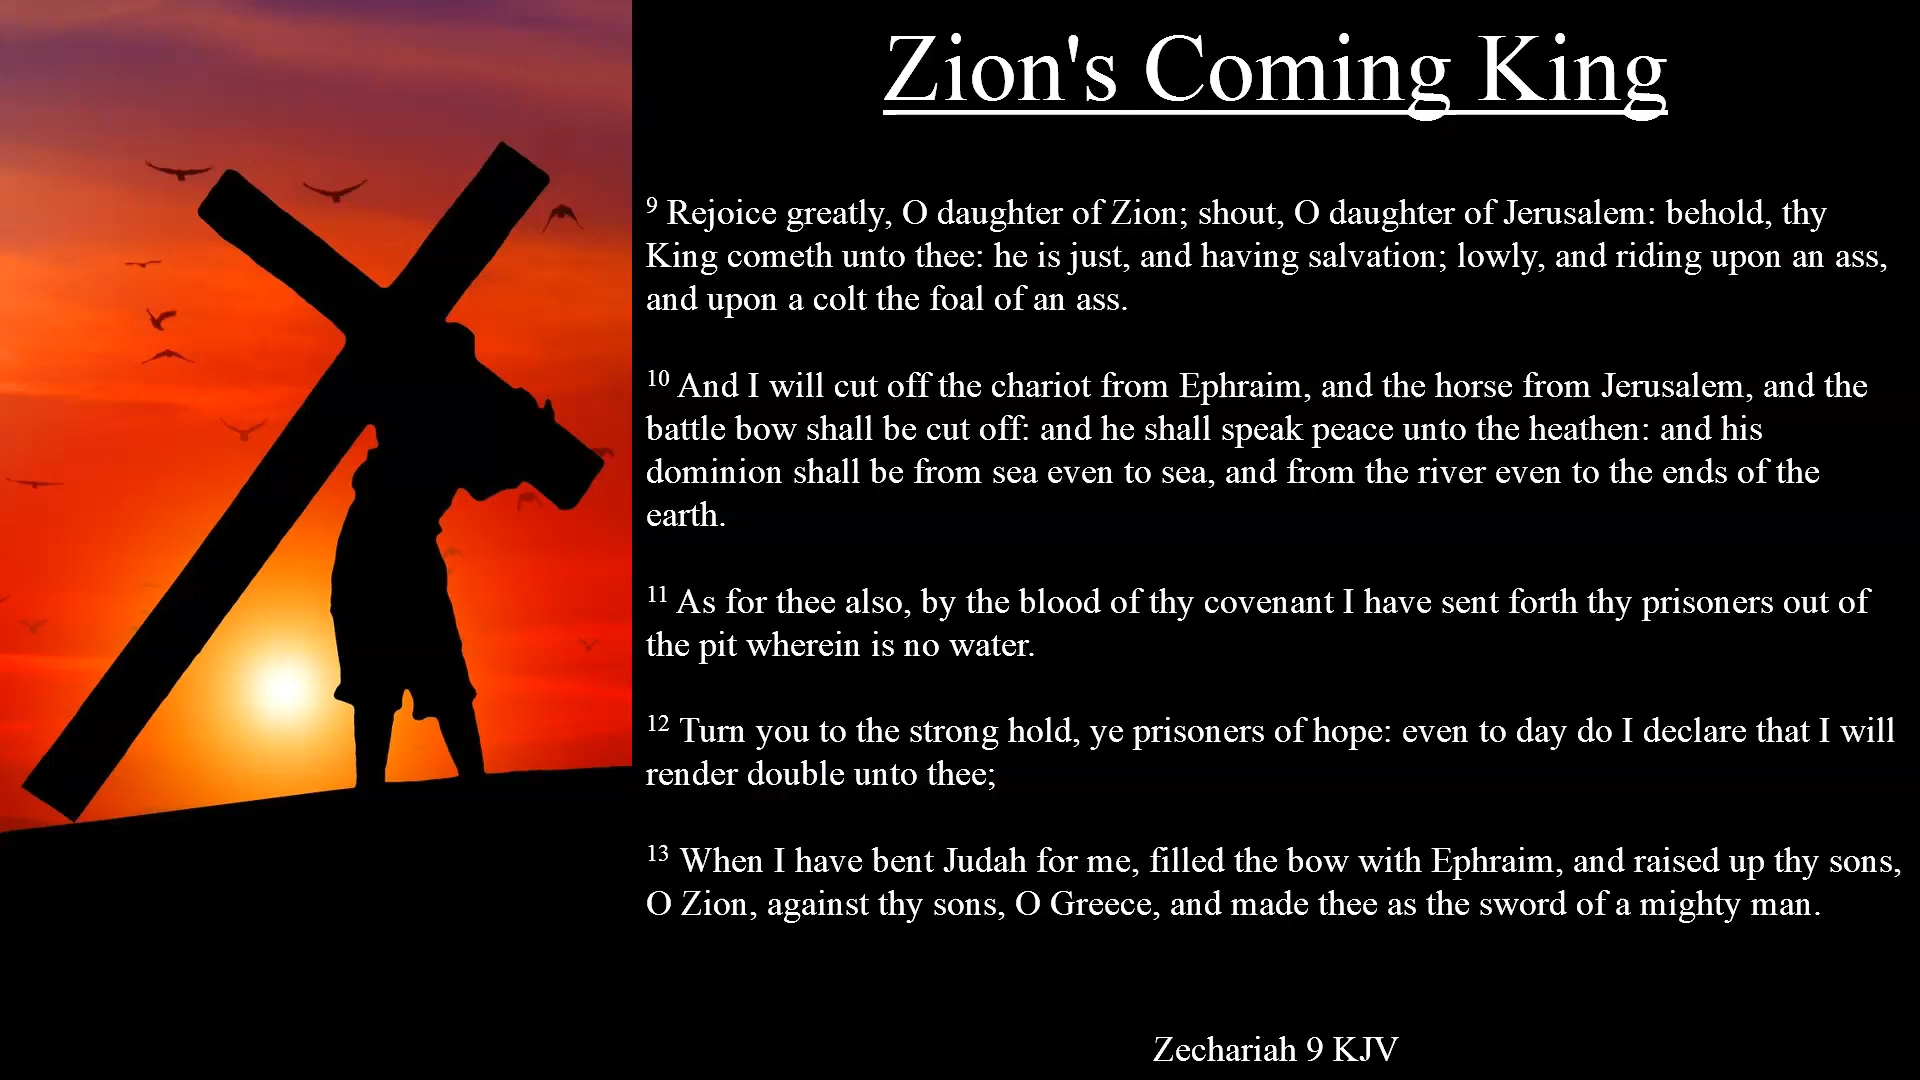 Zion's Coming King
9 Rejoice greatly, O daughter of Zion; shout, O daughter of Jerusalem: behold, thy
King cometh unto thee: he is just, and having salvation; lowly, and riding upon an ass,
and upon a colt the foal of an ass.
10 And I will cut off the chariot from Ephraim, and the horse from Jerusalem, and the
battle bow shall be cut off: and he shall speak peace unto the heathen: and his
dominion shall be from sea even to sea, and from the river even to the ends of the
earth.
11 As for thee also, by the blood of thy covenant I have sent forth thy prisoners out of
the pit wherein is no water.
12 Turn you to the strong hold, ye prisoners of hope: even to day do I declare that I will
render double unto thee;
13 When I have bent Judah for me, filled the bow with Ephraim, and raised up thy sons,
O Zion, against thy sons, O Greece, and made thee as the sword of a mighty man.
Zechariah 9 KJV